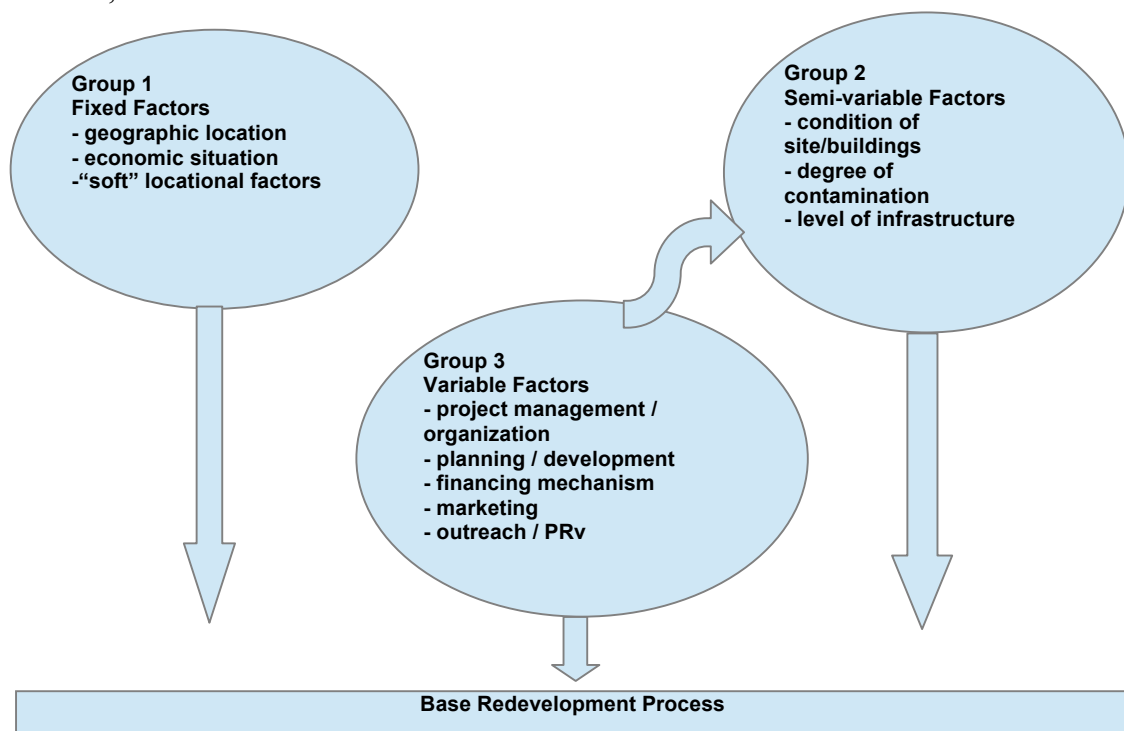 Group 1
Fixed Factors
- geographic location
- economic situation
-“soft” locational factors
Group 2
Semi-variable Factors
- condition of
site/buildings
- degree of
contamination
- level of infrastructure
Group 3
Variable Factors
- project management /
organization
- planning / development
- financing mechanism
- marketing
- outreach / PRv
Base Redevelopment Process